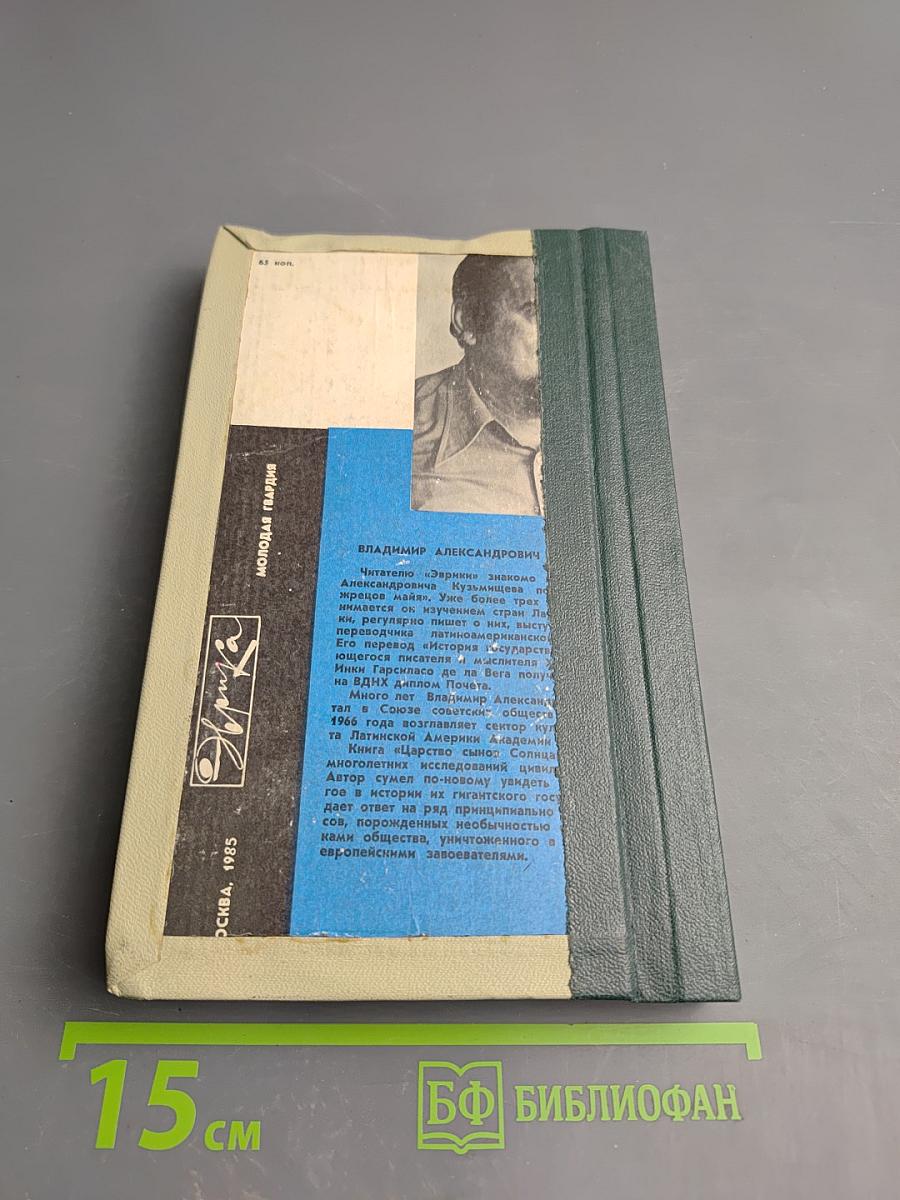 65 коп.
МОЛОДАЯ ГВАРДИЯ
Эврика
ОСКВА, 1985
ВЛАДИМИР АЛЕКСАНДРОВИЧ
Читателю «Эврики» знакомо
Александровича Кузьмищева по
жрецов майя». Уже более трех
нимается он изучением стран Ла
ки, регулярно пишет о них, высту
переводчика латиноамериканско
Его перевод «История государств
ющегося писателя и мыслителя
Инки Гарсиласо де ла Вега получ
на ВДНХ диплом Почета.
Много лет Владимир Александ
тал в Союзе советских обществ
1966 года возглавляет сектор кул
та Латинской Америки Академии
Книга «Царство сынов Солнца
многолетних исследований цивил
Автор сумел по-новому увидеть
гое в истории их гигантского госу
дает ответ на ряд принципиально
сов, порожденных необычностью
ками общества, уничтоженного в
европейскими завоевателями.
15 см
БФ БИБЛИОФАН